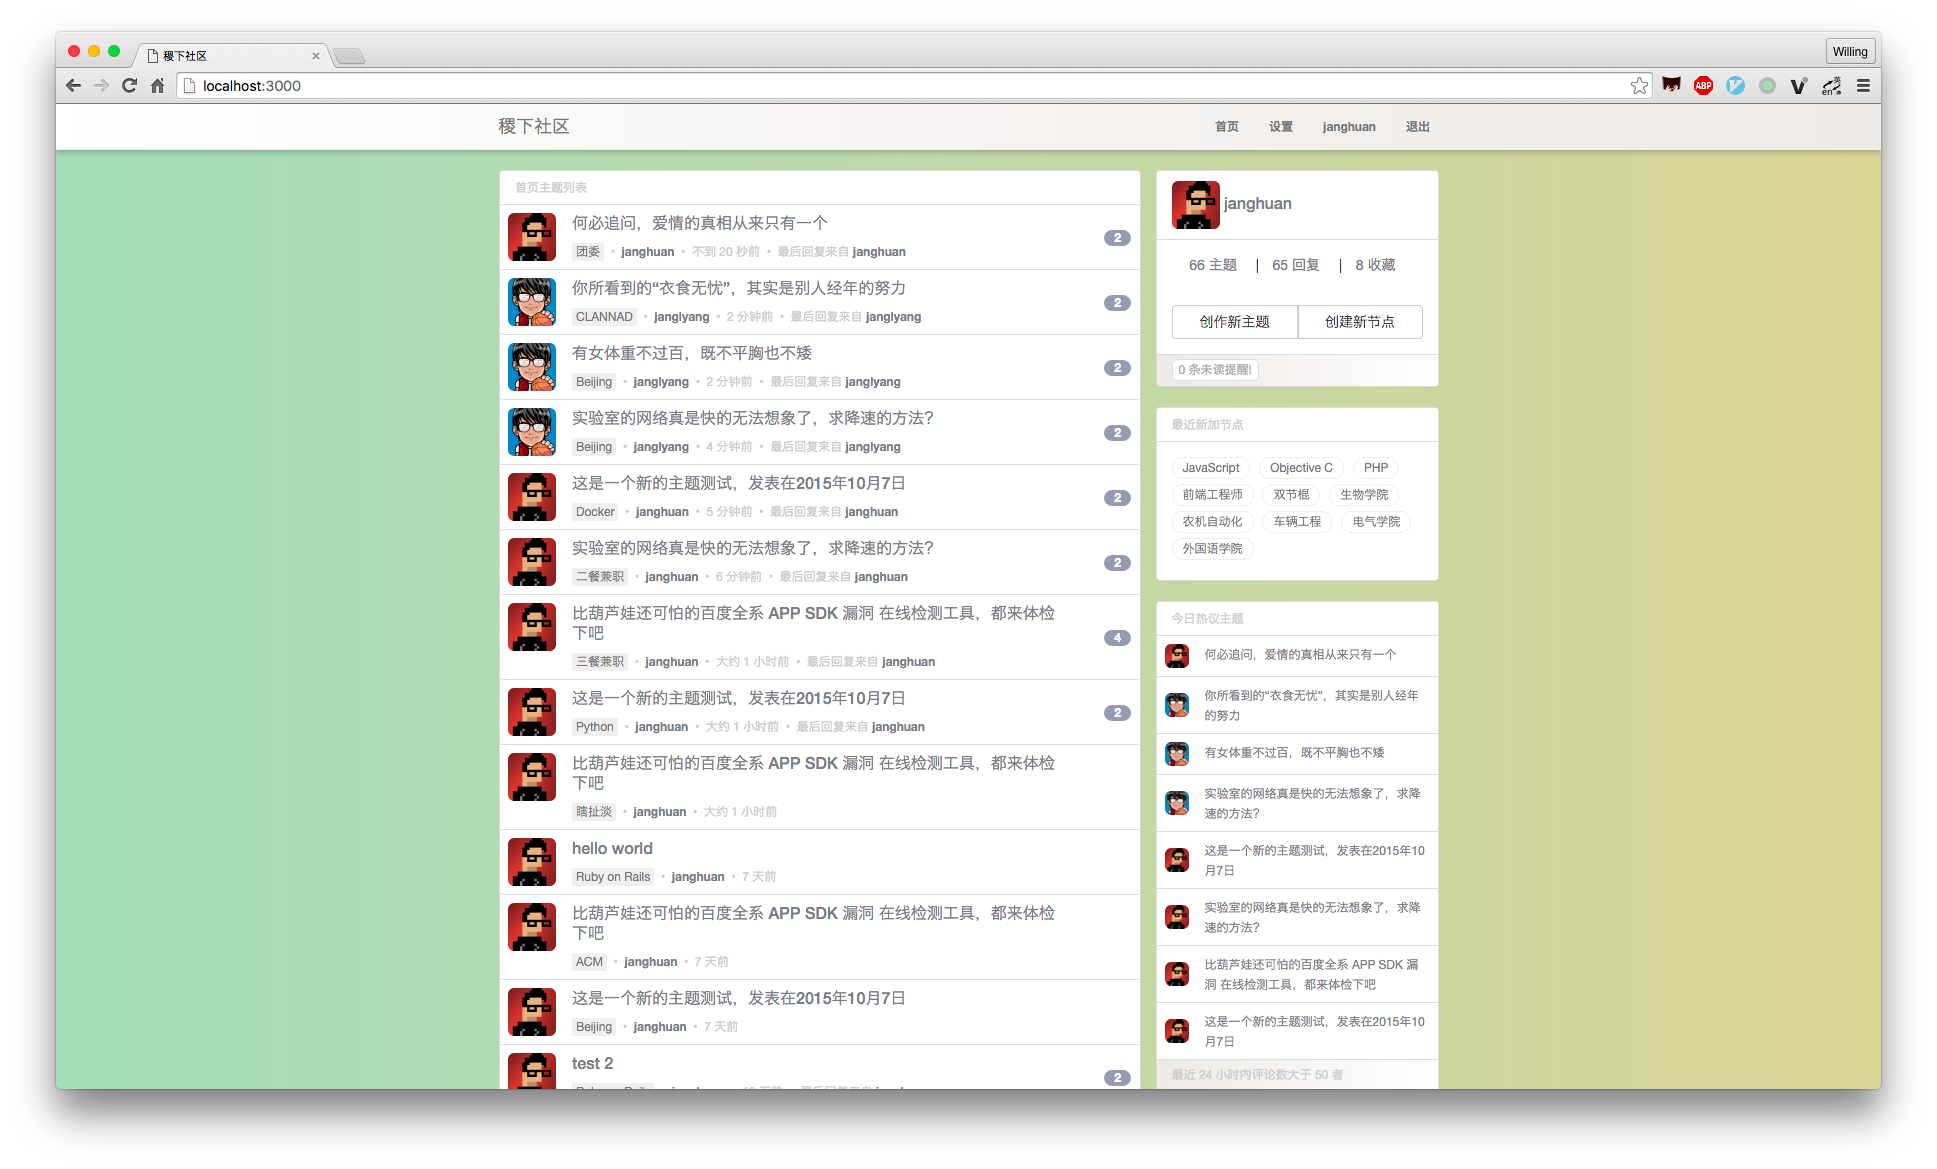 稷下社区
Willing
localhost:3000
ABP
英
en
稷下社区
首页 设置 janghuan 退出
首页主题列表
何必追问，爱情的真相从来只有一个
团委 • janghuan • 不到 20 秒前 • 最后回复来自 janghuan
2
你所看到的“衣食无忧”，其实是别人经年的努力
CLANNAD • janglyang • 2 分钟前 • 最后回复来自 janglyang
2
有女体重不过百，既不平胸也不矮
Beijing • janglyang • 2 分钟前 • 最后回复来自 janglyang
2
实验室的网络真是快的无法想象了，求降速的方法？
Beijing • janglyang • 4 分钟前 • 最后回复来自 janglyang
2
这是一个新的主题测试，发表在2015年10月7日
Docker • janghuan • 5 分钟前 • 最后回复来自 janghuan
2
实验室的网络真是快的无法想象了，求降速的方法？
二餐兼职 • janghuan • 6 分钟前 • 最后回复来自 janghuan
2
比葫芦娃还可怕的百度全系 APP SDK 漏洞 在线检测工具，都来体检
下吧
三餐兼职 • janghuan • 大约 1 小时前 • 最后回复来自 janghuan
4
这是一个新的主题测试，发表在2015年10月7日
Python • janghuan • 大约 1 小时前 • 最后回复来自 janghuan
2
比葫芦娃还可怕的百度全系 APP SDK 漏洞 在线检测工具，都来体检
下吧
瞎扯淡 • janghuan • 大约 1 小时前
hello world
Ruby on Rails • janghuan • 7 天前
比葫芦娃还可怕的百度全系 APP SDK 漏洞 在线检测工具，都来体检
下吧
ACM • janghuan • 7 天前
这是一个新的主题测试，发表在2015年10月7日
Beijing • janghuan • 7 天前
test 2
2
janghuan
66 主题 | 65 回复 | 8 收藏
创作新主题 创建新节点
0 条未读提醒!
最近新加节点
JavaScript Objective C PHP
前端工程师 双节棍 生物学院
农机自动化 车辆工程 电气学院
外国语学院
今日热议主题
何必追问，爱情的真相从来只有一个
你所看到的“衣食无忧”，其实是别人经年
的努力
有女体重不过百，既不平胸也不矮
实验室的网络真是快的无法想象了，求降
速的方法？
这是一个新的主题测试，发表在2015年10
月7日
实验室的网络真是快的无法想象了，求降
速的方法？
比葫芦娃还可怕的百度全系 APP SDK 漏
洞 在线检测工具，都来体检下吧
这是一个新的主题测试，发表在2015年10
月7日
最近 24 小时内评论数大于 50 者